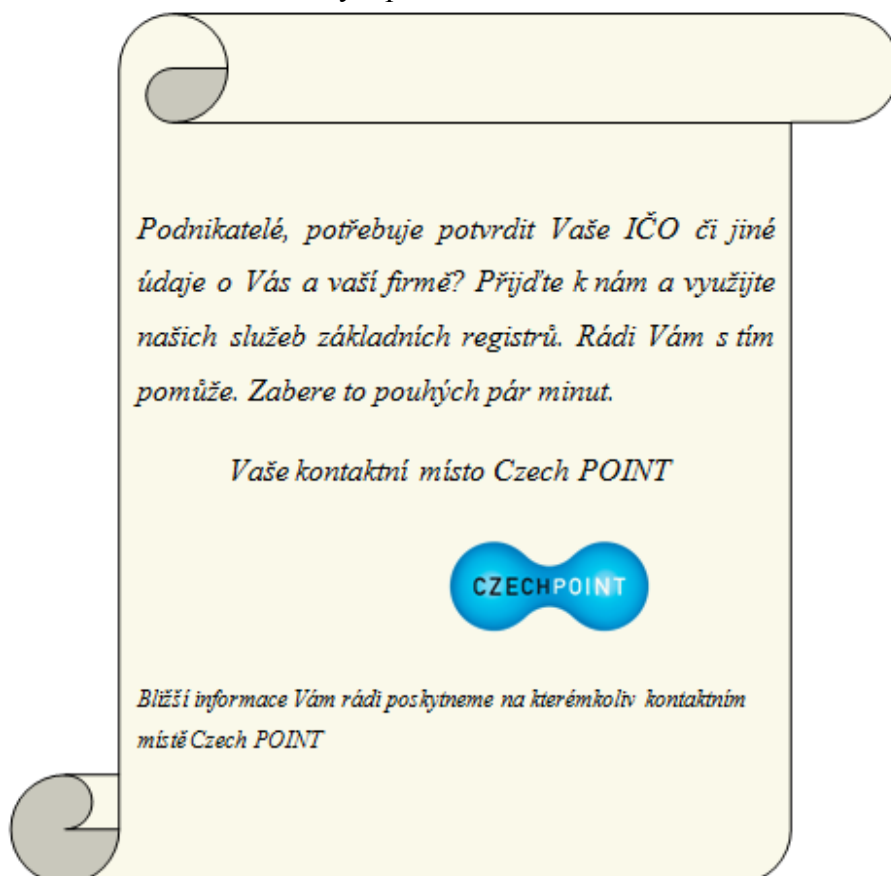 Podnikatelé, potřebuje potvrdit Vaše IČO či jiné
údaje o Vás a vaší firmě? Přijďte k nám a využijte
našich služeb základních registrů. Rádi Vám s tím
pomůže. Zabere to pouhých pár minut.
Vaše kontaktní místo Czech POINT
CZECHPOINT
Bližší informace Vám rádi poskytneme na kterémkoliv kontaktním
místě Czech POINT